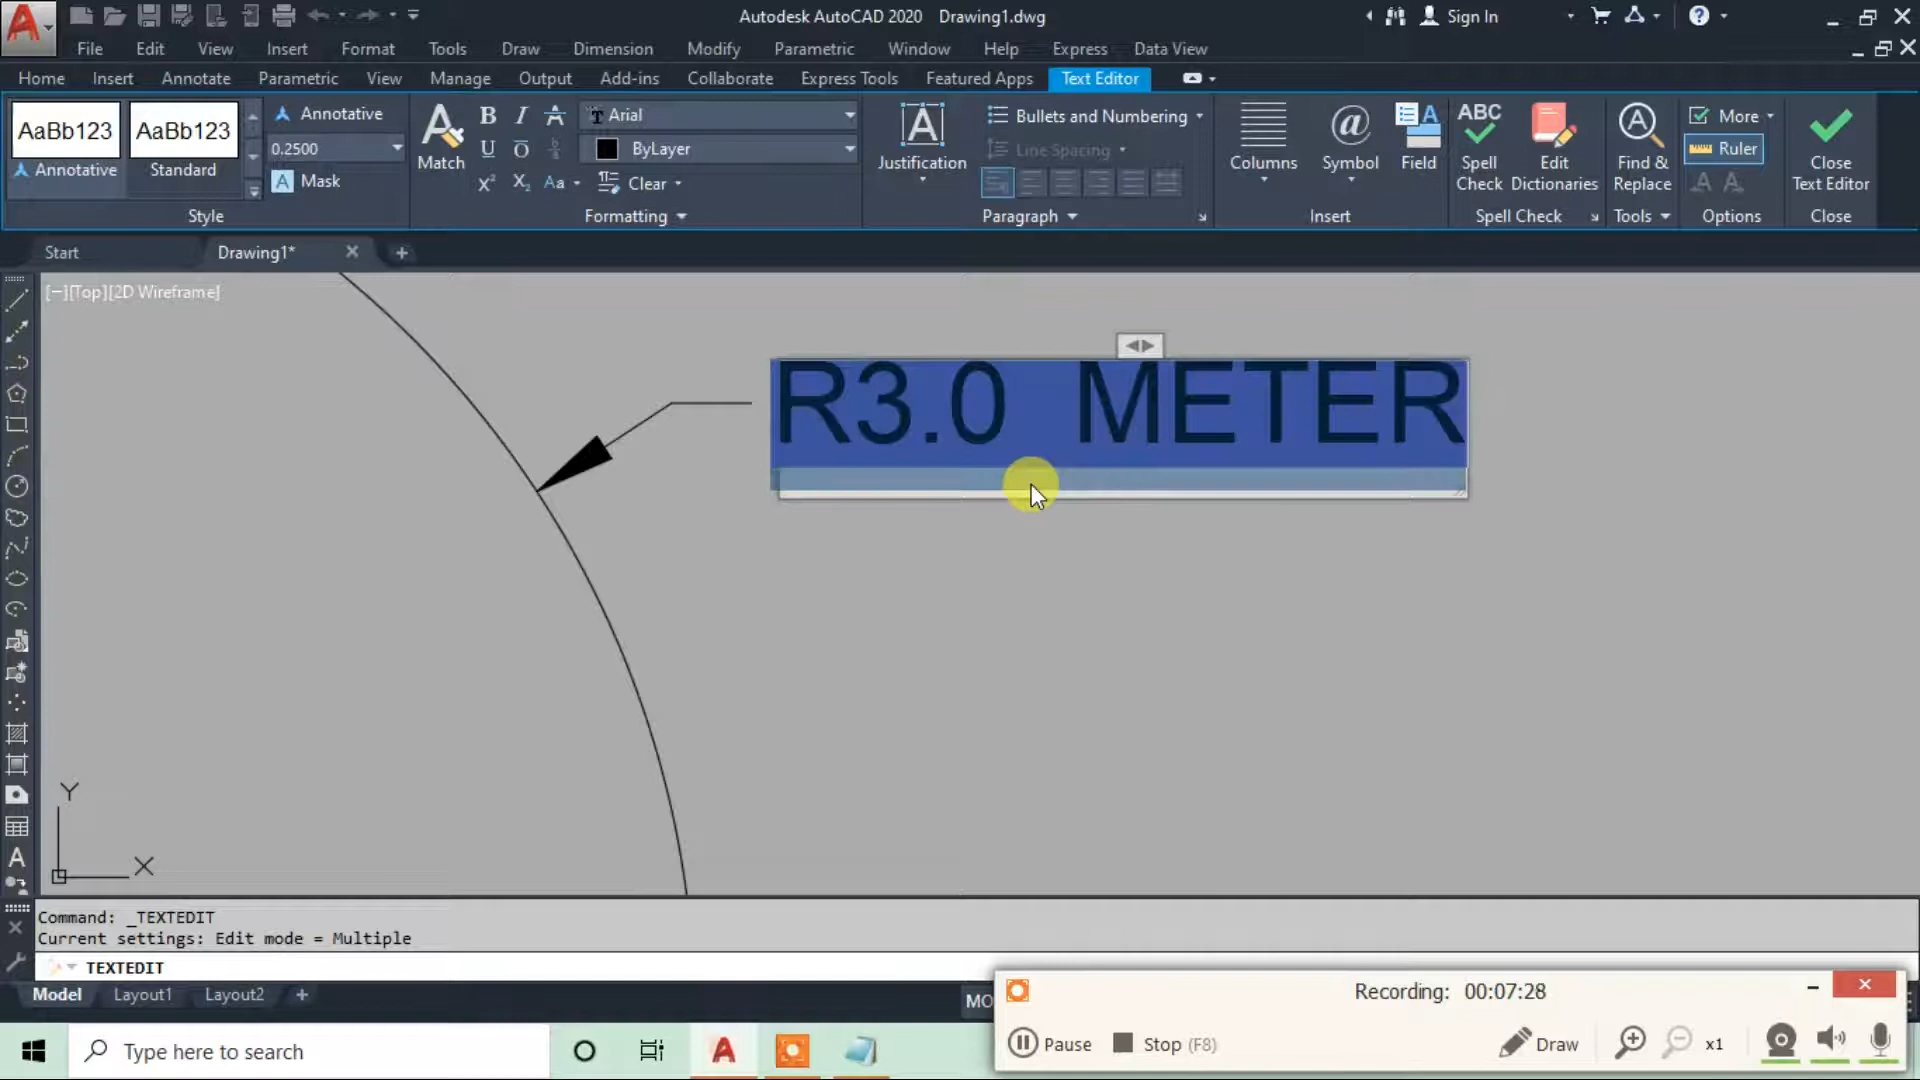 Autodesk AutoCAD 2020 Drawing1.dwg
Sign In
File Edit View Insert Format Tools Draw Dimension Modify Parametric Window Help Express Data View
Home Insert Annotate Parametric View Manage Output Add-ins Collaborate Express Tools Featured Apps Text Editor
AaBb123 AaBb123
Annotative Standard
Annotative
0.2500
Mask
Style
Match
Arial
ByLayer
Clear
Formatting
Justification
Bullets and Numbering
Line Spacing
Paragraph
Columns
Symbol
Field
Insert
Spell Check
Edit Dictionaries
Spell Check
Find & Replace
Tools
More
Ruler
Options
Close Text Editor
Close
Start
Drawing1*
[−][Top][2D Wireframe]
R3.0 METER
Y
X
Command: _TEXTEDIT
Current settings: Edit mode = Multiple
TEXTEDIT
Model Layout1 Layout2
MO
Recording: 00:07:28
Pause Stop (F8) Draw x1
Type here to search